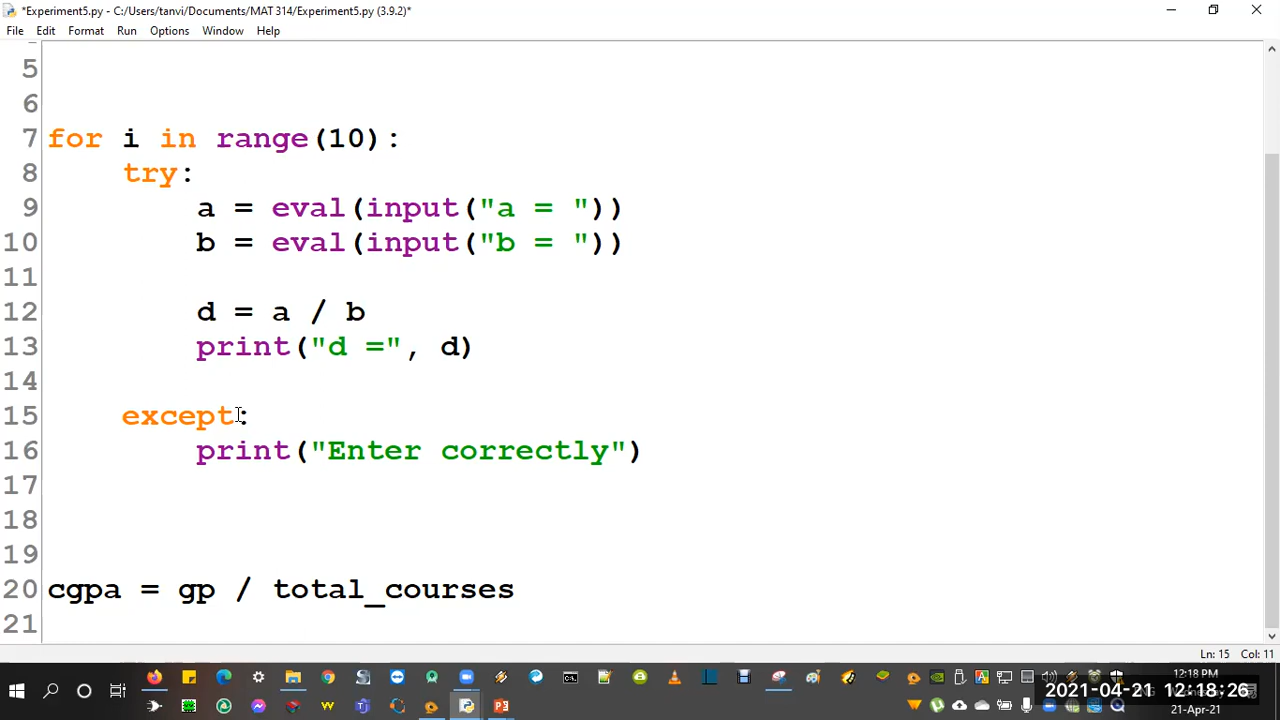 *Experiment5.py - C:/Users/tanvi/Documents/MAT 314/Experiment5.py (3.9.2)*
File Edit Format Run Options Window Help
5
6
7 for i in range(10):
8 try:
9 a = eval(input("a = "))
10 b = eval(input("b = "))
11
12 d = a / b
13 print("d =", d)
14
15 except:
16 print("Enter correctly")
17
18
19
20 cgpa = gp / total_courses
21
Ln: 15 Col: 11
12:18 PM
2021-04-21 12:18:26
21-Apr-21